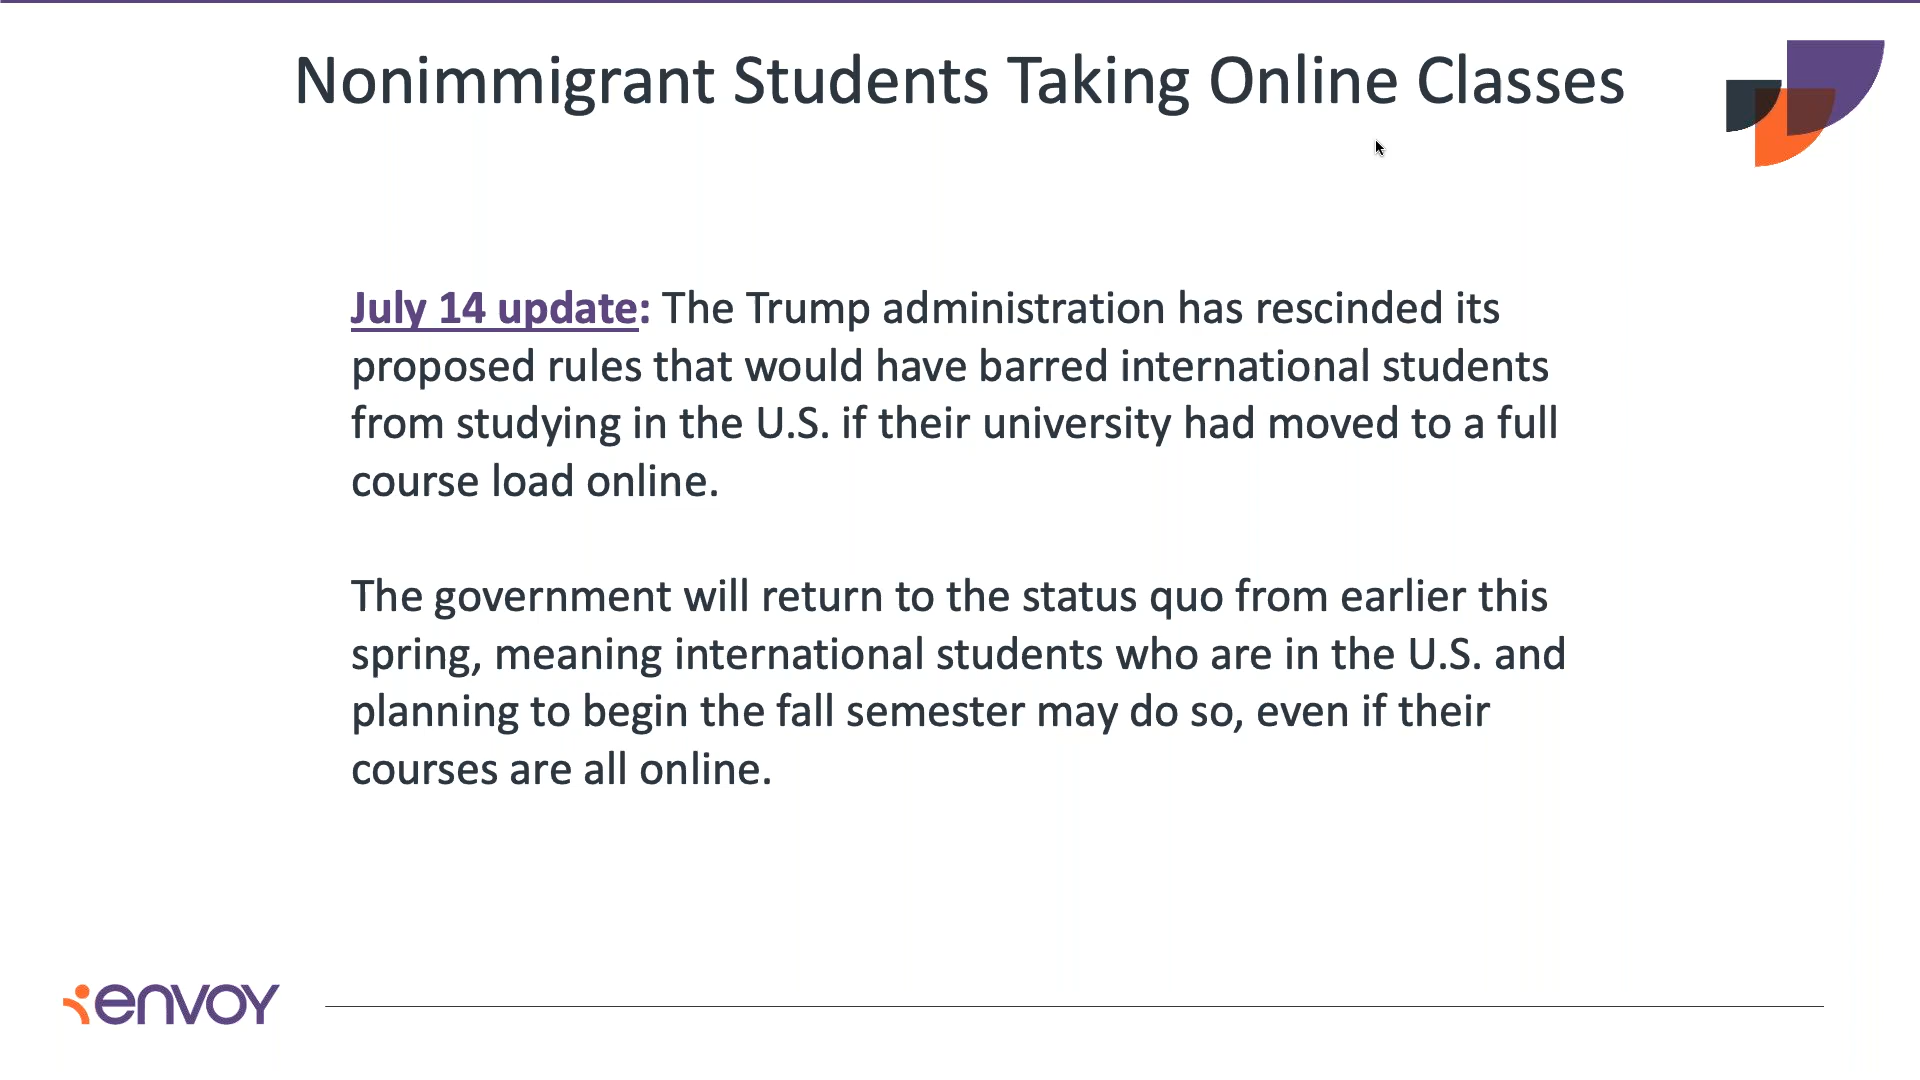 Nonimmigrant Students Taking Online Classes
July 14 update: The Trump administration has rescinded its
proposed rules that would have barred international students
from studying in the U.S. if their university had moved to a full
course load online.
The government will return to the status quo from earlier this
spring, meaning international students who are in the U.S. and
planning to begin the fall semester may do so, even if their
courses are all online.
envoy